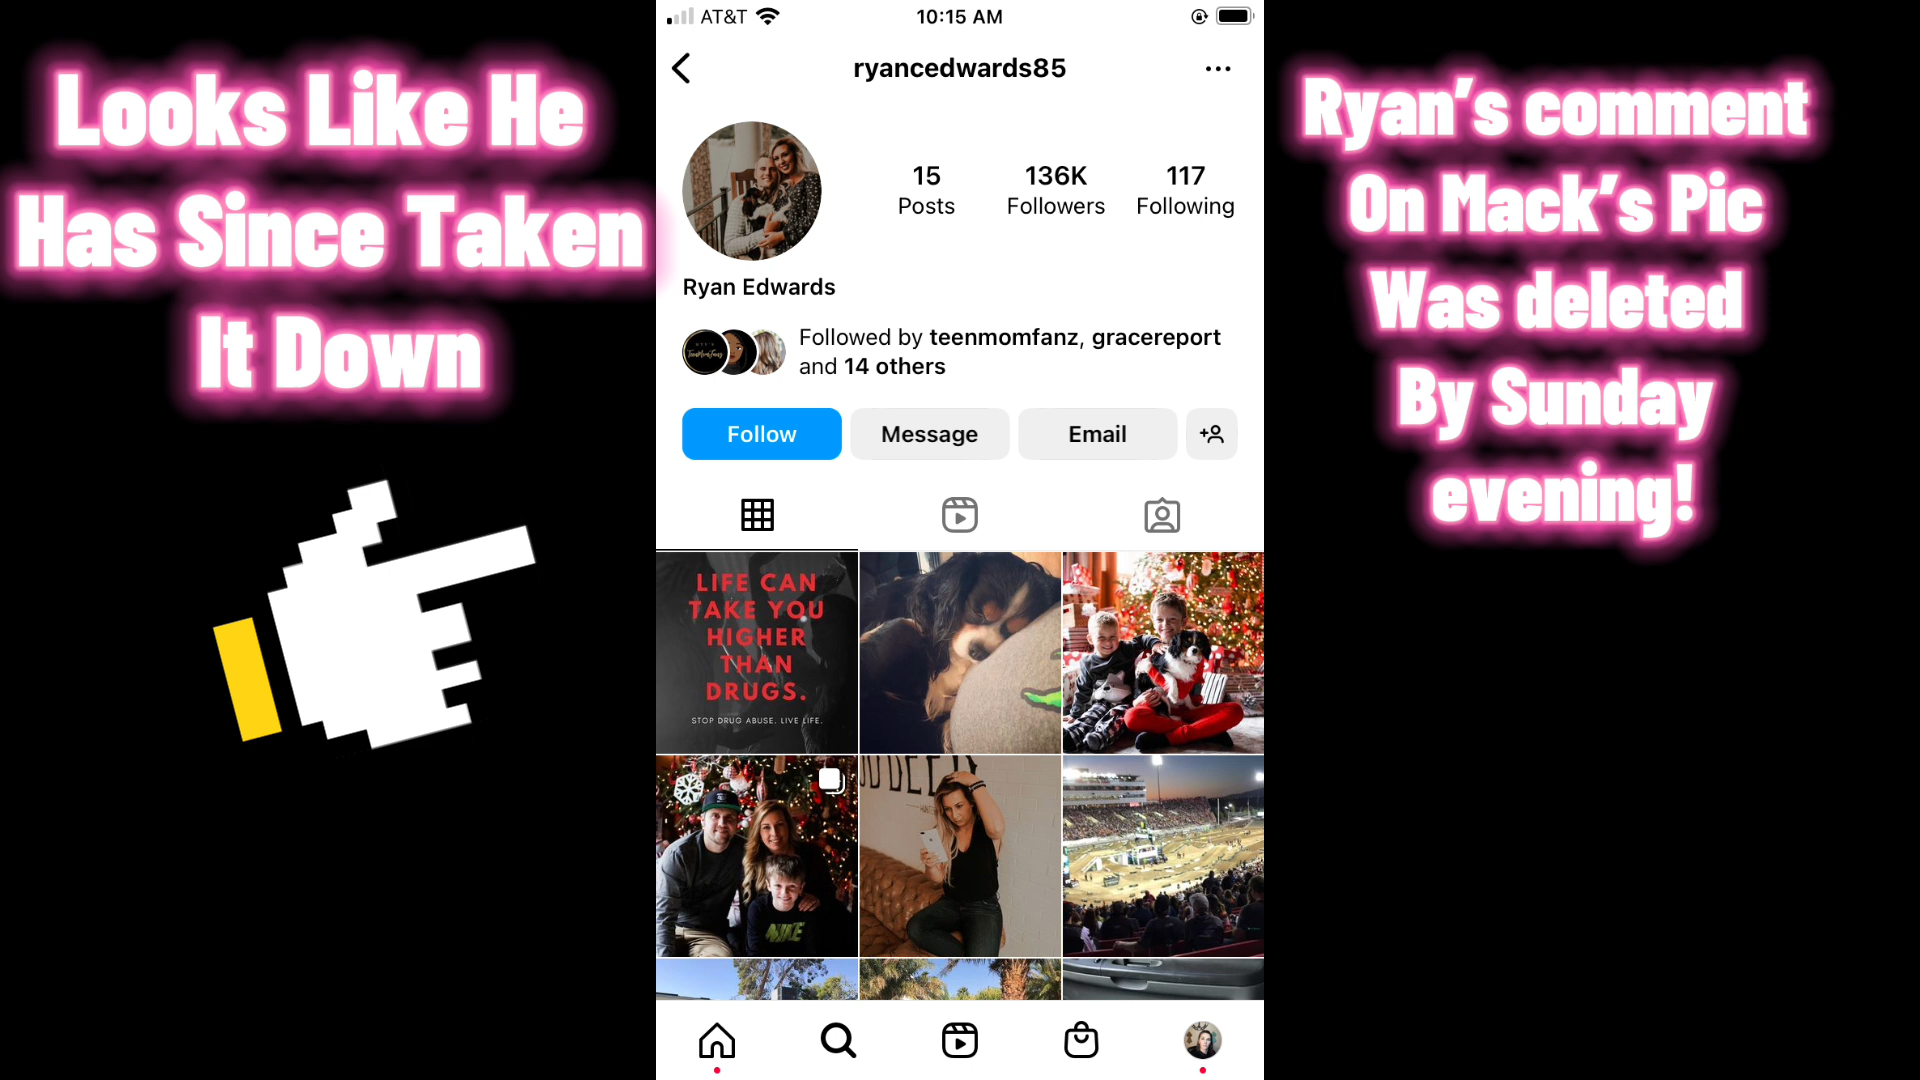 Looks Like He
Has Since Taken
It Down
AT&T
10:15 AM
ryancedwards85
15
Posts
136K
Followers
117
Following
Ryan Edwards
Followed by teenmomfanz, gracereport
and 14 others
Follow
Message
Email
LIFE CAN
TAKE YOU
HIGHER
THAN
DRUGS.
STOP DRUG ABUSE. LIVE LIFE.
NIKE
Ryan’s comment
On Mack’s Pic
Was deleted
By Sunday
evening!